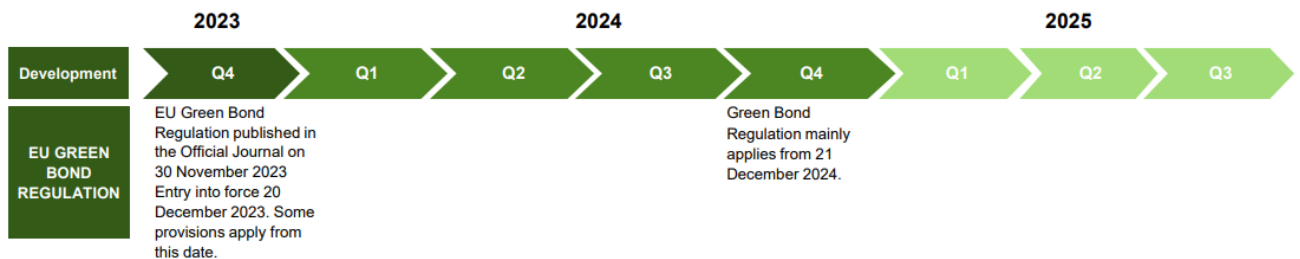 2023 2024 2025
Development Q4 Q1 Q2 Q3 Q4 Q1 Q2 Q3
EU GREEN
BOND
REGULATION
EU Green Bond
Regulation published in
the Official Journal on
30 November 2023
Entry into force 20
December 2023. Some
provisions apply from
this date.
Green Bond
Regulation mainly
applies from 21
December 2024.